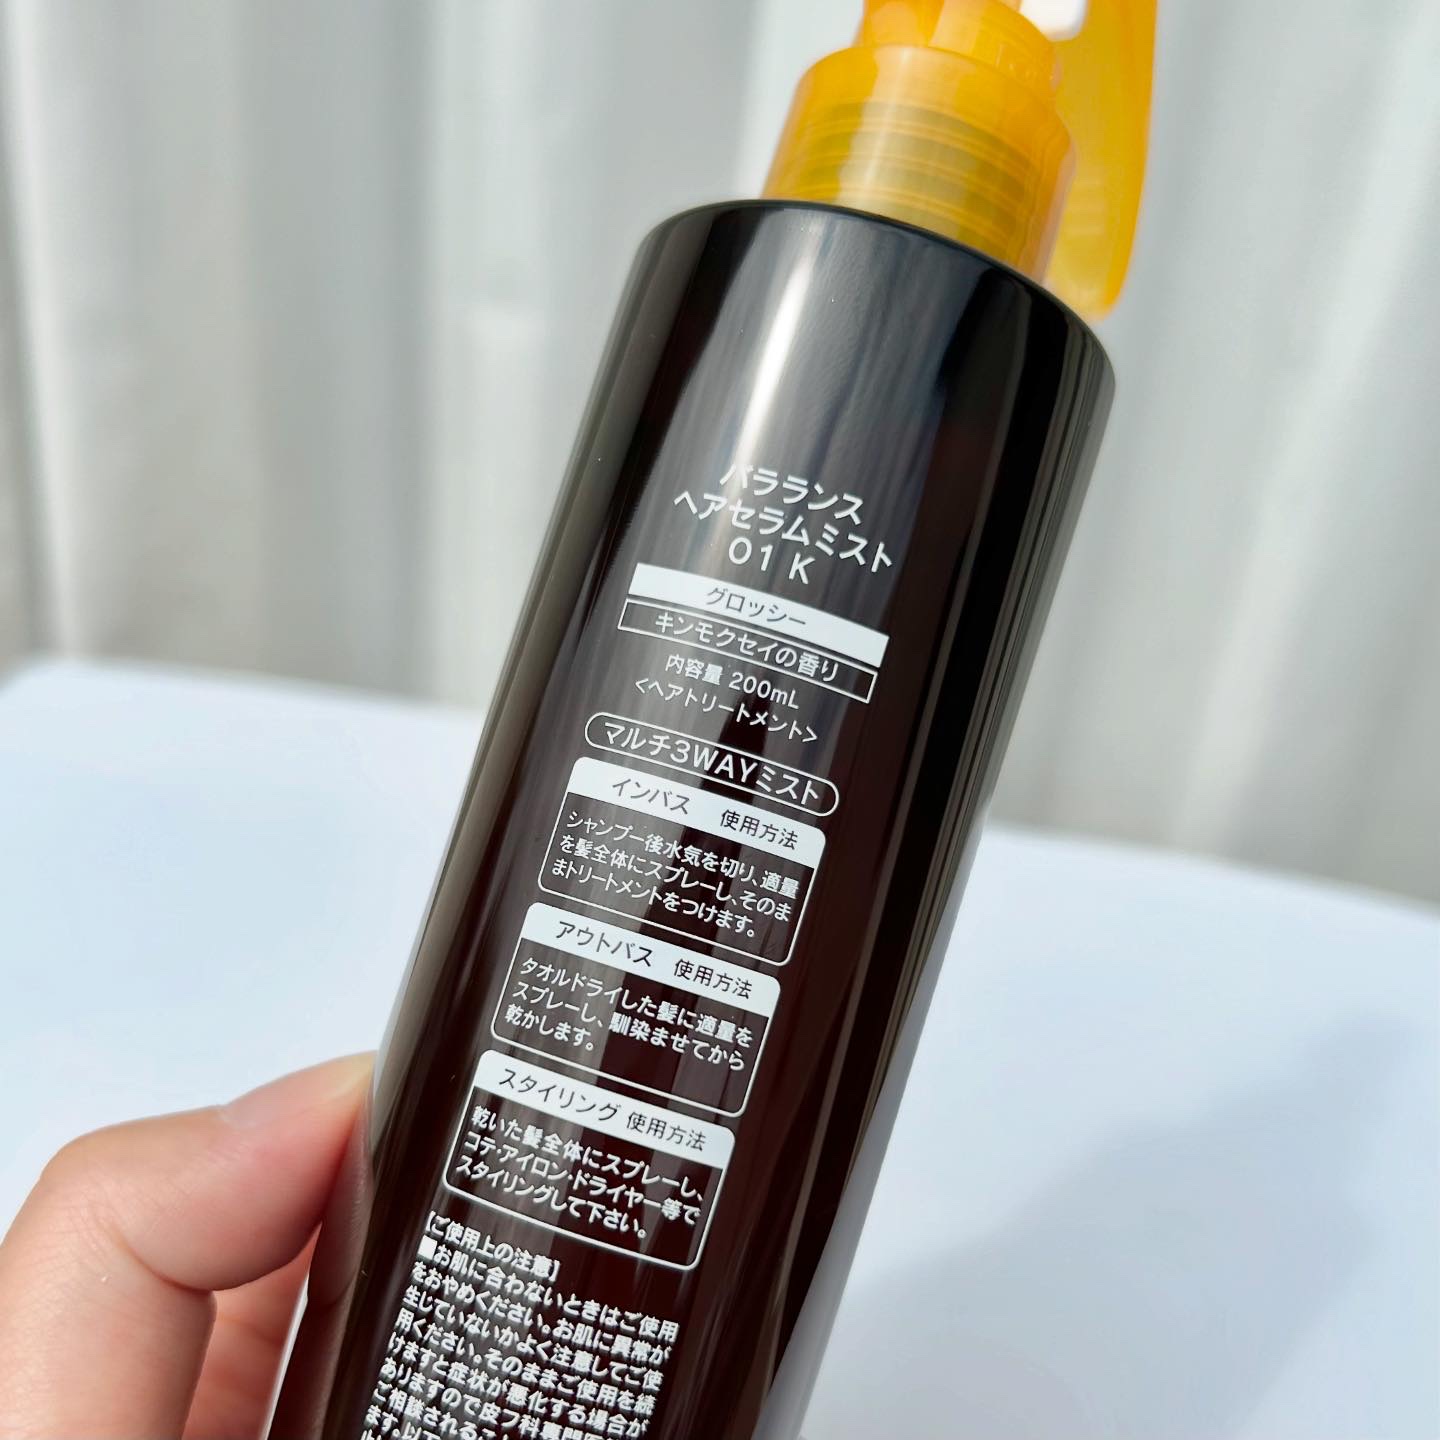 バラランス
ヘアセラムミスト
01 K
グロッシー
キンモクセイの香り
内容量 200mL
<ヘアトリートメント>
マルチ3WAYミスト
インバス 使用方法
シャンプー後水気を切り、適量
を髪全体にスプレーし、そのま
まトリートメントをつけます。
アウトバス 使用方法
タオルドライした髪に適量を
スプレーし、馴染ませてから
乾かします。
スタイリング 使用方法
乾いた髪全体にスプレーし、
コテ・アイロン・ドライヤー等で
スタイリングして下さい。
【ご使用上の注意】
■お肌に合わないときはご使用
をおやめください。お肌に異常が
生じていないかよく注意してご使
用ください。そのままご使用を続
けますと症状が悪化する場合が
ありますので皮フ科専門医
ご相談される
ます。以下